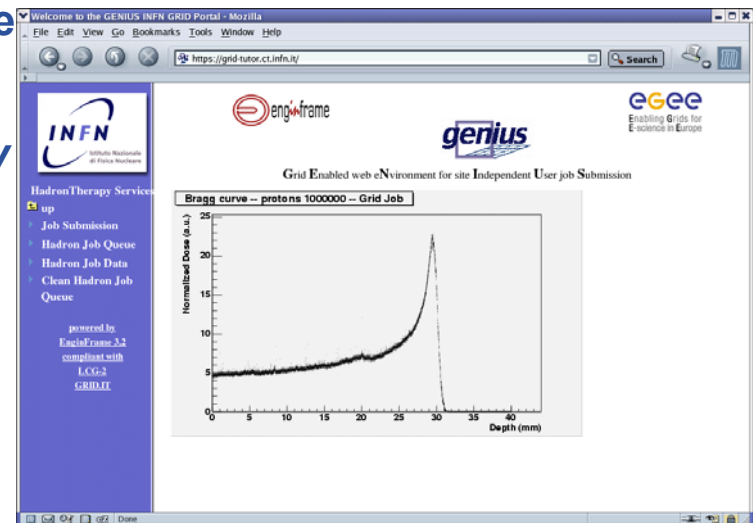 e
y
Welcome to the GENIUS INFN GRID Portal - Mozilla
File Edit View Go Bookmarks Tools Window Help
https://grid-tutor.ct.infn.it/
Search
INFN
Istituto Nazionale
di Fisica Nucleare
HadronTherapy Services
up
Job Submission
Hadron Job Queue
Hadron Job Data
Clean Hadron Job
Queue
powered by
EnginFrame 3.2
compliant with
LCG-2
GRID.IT
enginframe
genius
egee
Enabling Grids for
E-science in Europe
Grid Enabled web eNvironment for site Independent User job Submission
Bragg curve -- protons 1000000 -- Grid Job
Normalized Dose (a.u.)
25
20
15
10
5
0
0 5 10 15 20 25 30 35 40
Depth (mm)
Done